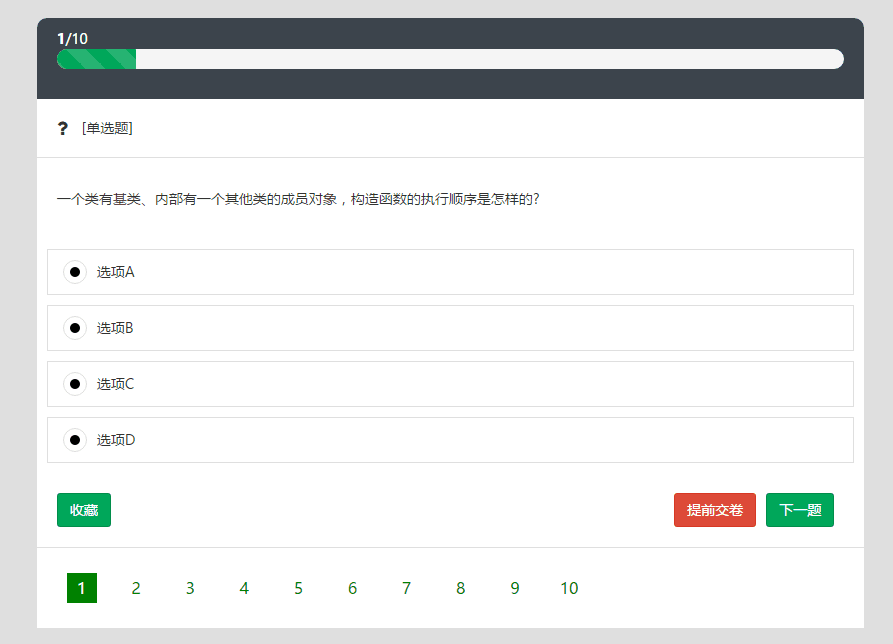 1/10
? [单选题]
一个类有基类、内部有一个其他类的成员对象，构造函数的执行顺序是怎样的?
选项A
选项B
选项C
选项D
收藏 提前交卷 下一题
1 2 3 4 5 6 7 8 9 10